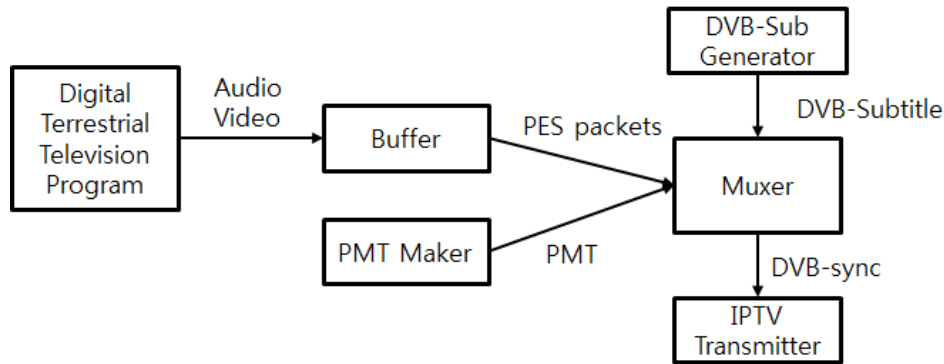 DVB-Sub
Generator
Digital
Terrestrial
Television
Program
Audio
Video
Buffer
PES packets
DVB-Subtitle
Muxer
PMT Maker
PMT
DVB-sync
IPTV
Transmitter